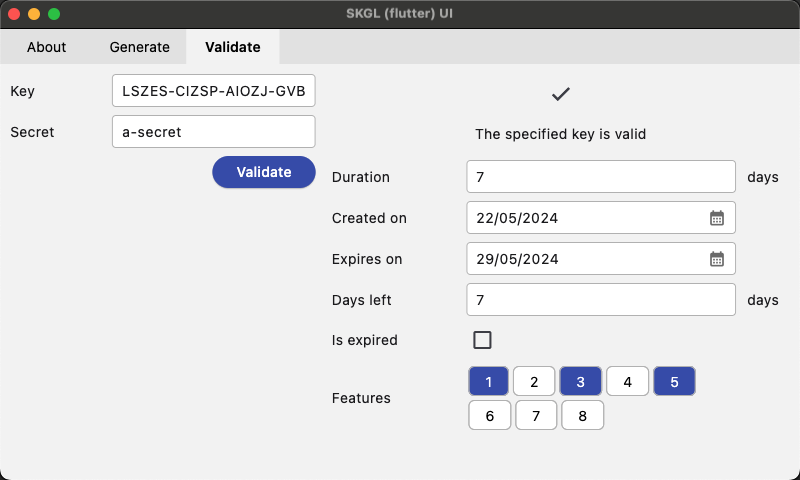 SKGL (flutter) UI
About Generate Validate
Key LSZES-CIZSP-AIOZJ-GVB
Secret a-secret
Validate
The specified key is valid
Duration 7 days
Created on 22/05/2024
Expires on 29/05/2024
Days left 7 days
Is expired
Features
1 2 3 4 5
6 7 8